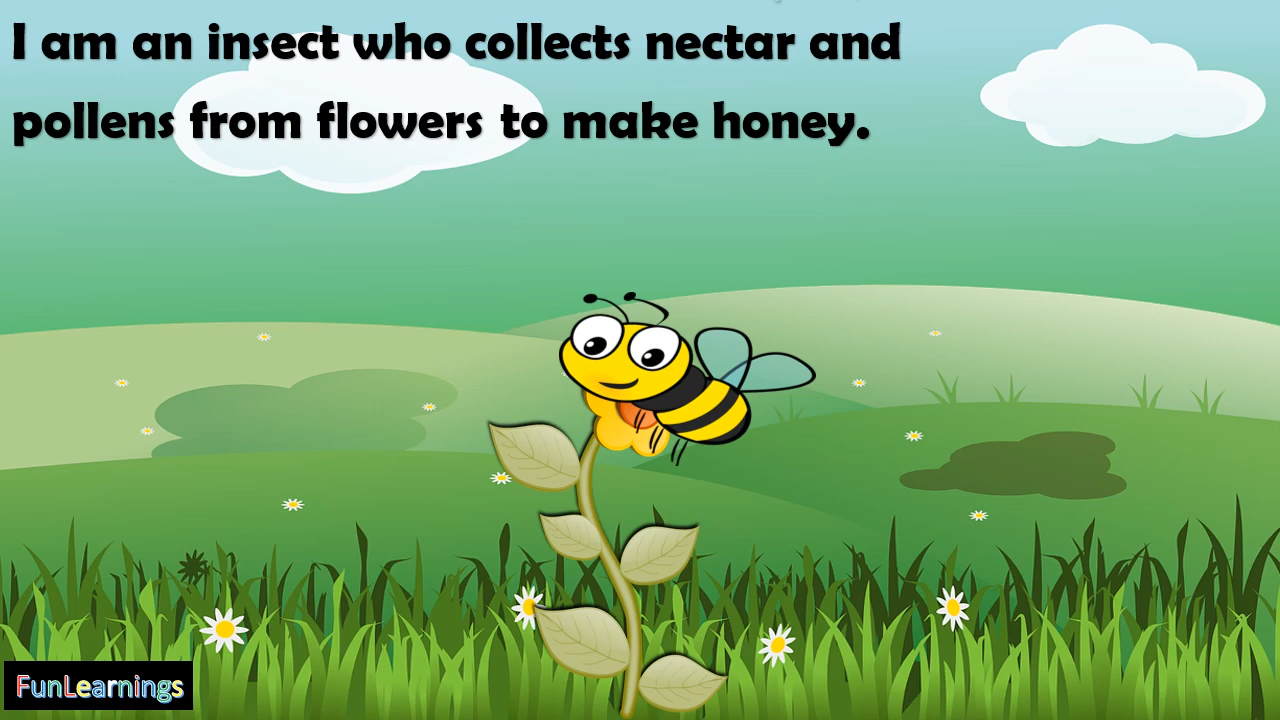 I am an insect who collects nectar and
pollens from flowers to make honey.
FunLearnings